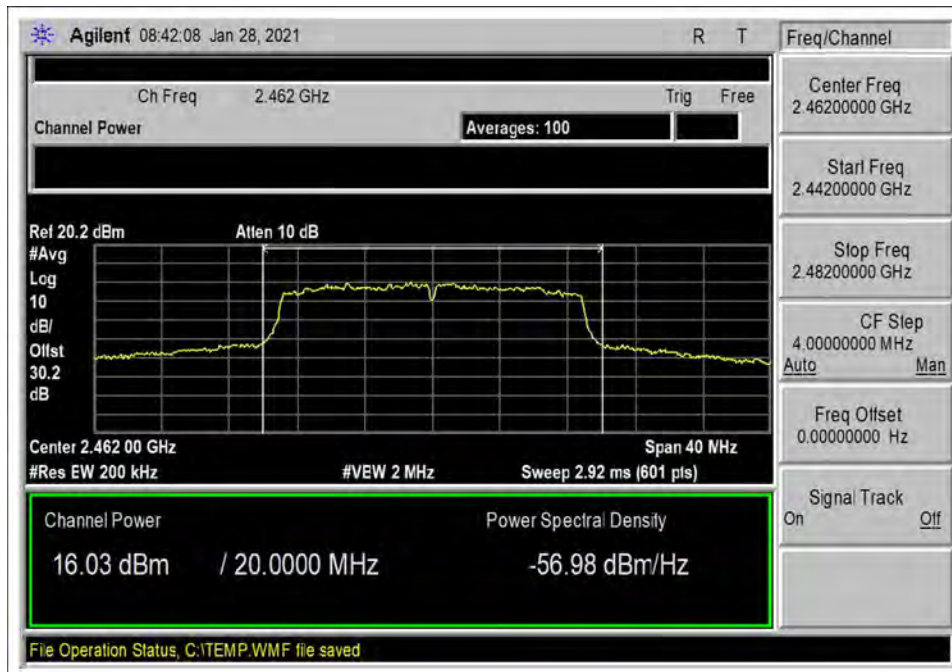 Agilent 08:42:08 Jan 28, 2021 R T
Freq/Channel
Ch Freq 2.462 GHz Trig Free
Channel Power Averages: 100
Center Freq
2.46200000 GHz
Start Freq
2.44200000 GHz
Stop Freq
2.48200000 GHz
CF Step
4.00000000 MHz
Auto Man
Freq Offset
0.00000000 Hz
Signal Track
On Off
Ref 20.2 dBm Atten 10 dB
#Avg
Log
10
dB/
Offst
30.2
dB
Center 2.462 00 GHz Span 40 MHz
#Res BW 200 kHz #VBW 2 MHz Sweep 2.92 ms (601 pts)
Channel Power Power Spectral Density
16.03 dBm / 20.0000 MHz -56.98 dBm/Hz
File Operation Status, C:\TEMP.WMF file saved